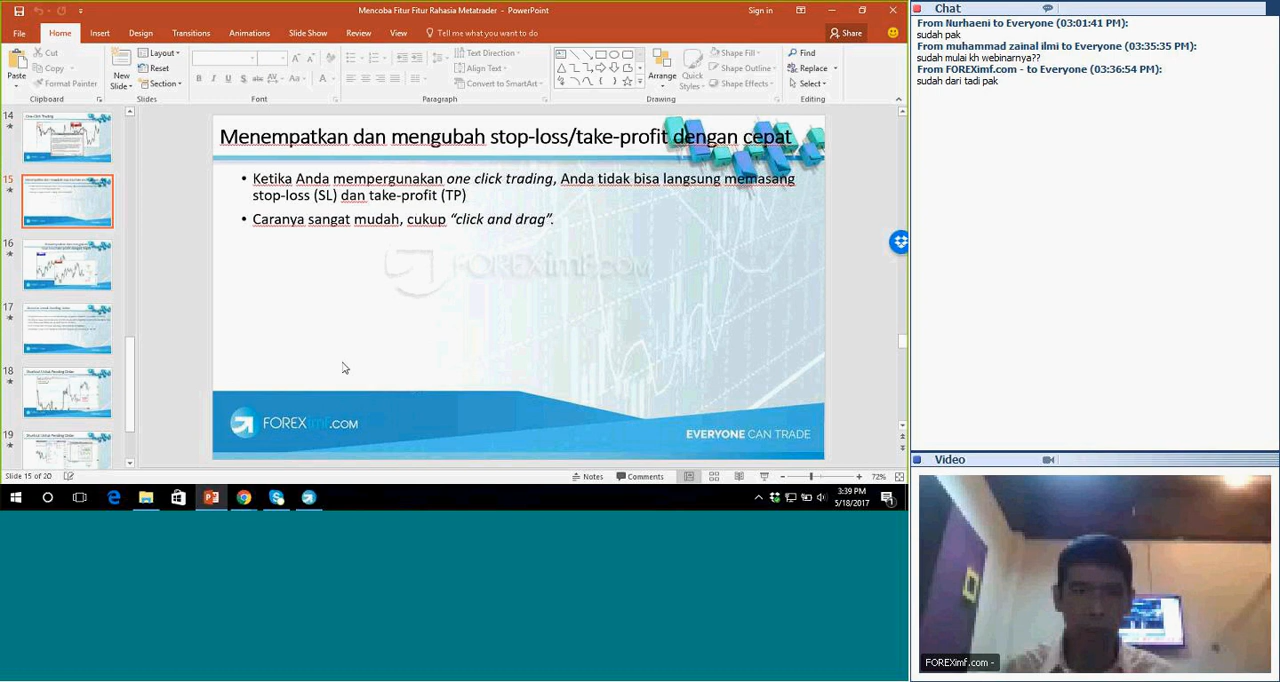 Mencoba Fitur Fitur Rahasia Metatrader - PowerPoint
Sign in
File Home Insert Design Transitions Animations Slide Show Review View Tell me what you want to do
Share
Paste
Cut
Copy
Format Painter
Clipboard
New
Slide
Layout
Reset
Section
Slides
Font
Text Direction
Align Text
Convert to SmartArt
Paragraph
Arrange
Quick
Styles
Shape Fill
Shape Outline
Shape Effects
Drawing
Find
Replace
Select
Editing
14
15
16
17
18
19
Menempatkan dan mengubah stop-loss/take-profit dengan cepat
• Ketika Anda mempergunakan one click trading, Anda tidak bisa langsung memasang
stop-loss (SL) dan take-profit (TP)
• Caranya sangat mudah, cukup “click and drag”.
FOREXimf.COM
FOREXimf.COM
EVERYONE CAN TRADE
Slide 15 of 20
Notes
Comments
72%
3:39 PM
5/18/2017
Chat
From Nurhaeni to Everyone (03:01:41 PM):
sudah pak
From muhammad zainal ilmi to Everyone (03:35:35 PM):
sudah mulai kh webinarnya??
From FOREXimf.com - to Everyone (03:36:54 PM):
sudah dari tadi pak
Video
FOREXimf.com -